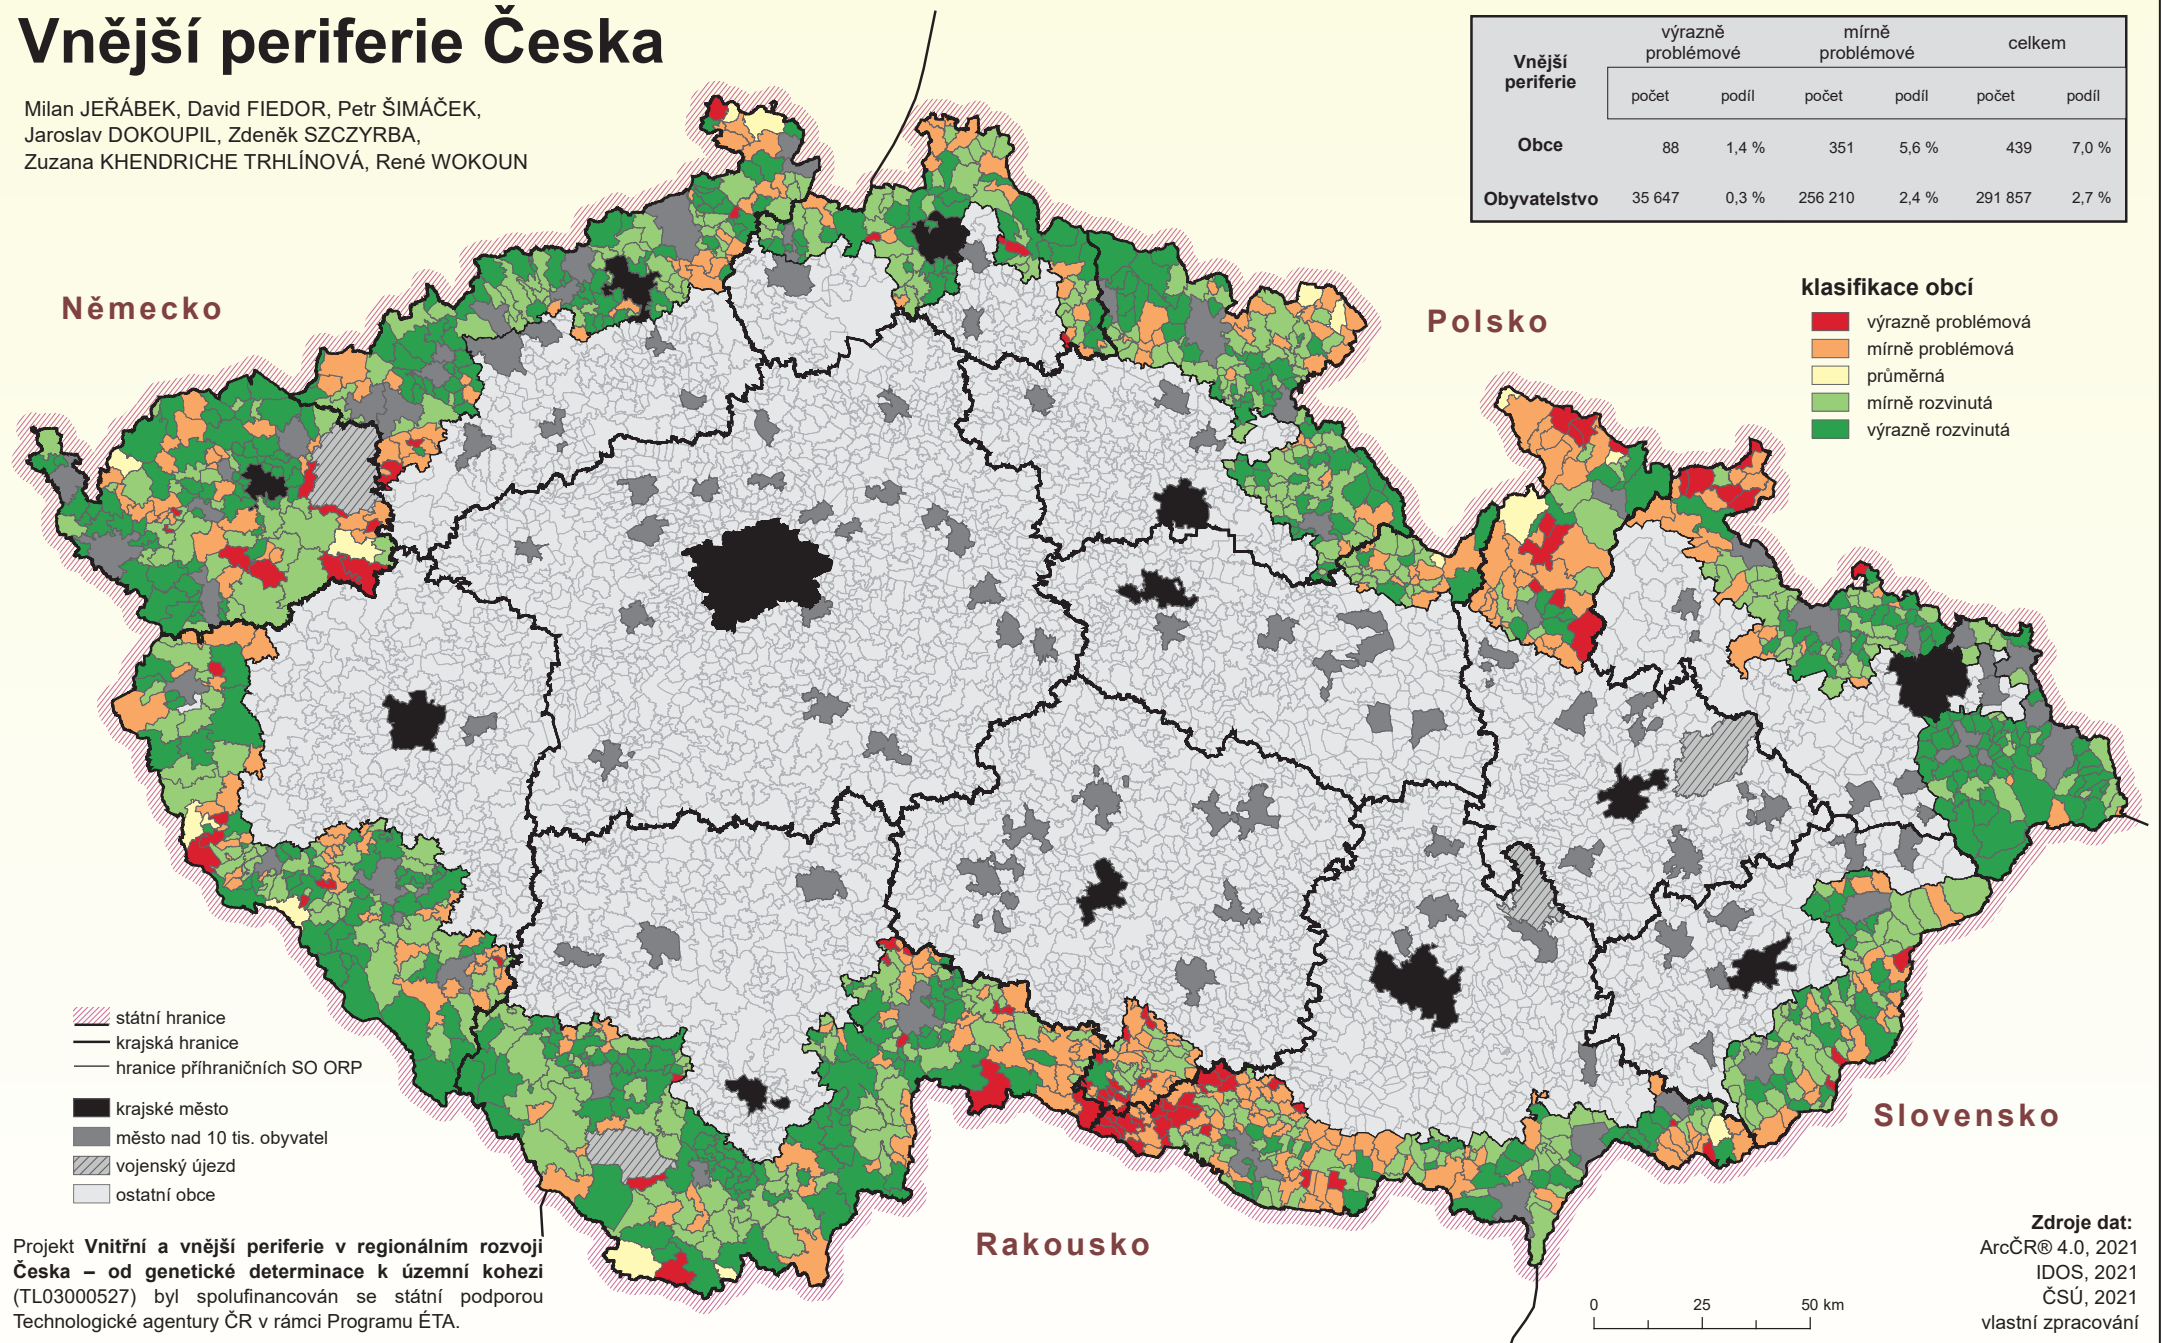 Vnější periferie Česka
Milan JEŘÁBEK, David FIEDOR, Petr ŠIMÁČEK,
Jaroslav DOKOUPIL, Zdeněk SZCZYRBA,
Zuzana KHENDRICHE TRHLÍNOVÁ, René WOKOUN
Vnější periferie výrazně problémové mírně problémové celkem
počet podíl počet podíl počet podíl
Obce 88 1,4 % 351 5,6 % 439 7,0 %
Obyvatelstvo 35 647 0,3 % 256 210 2,4 % 291 857 2,7 %
klasifikace obcí
výrazně problémová
mírně problémová
průměrná
mírně rozvinutá
výrazně rozvinutá
Německo
Polsko
Slovensko
Rakousko
státní hranice
krajská hranice
hranice příhraničních SO ORP
krajské město
město nad 10 tis. obyvatel
vojenský újezd
ostatní obce
Projekt Vnitřní a vnější periferie v regionálním rozvoji
Česka – od genetické determinace k územní kohezi
(TL03000527) byl spolufinancován se státní podporou
Technologické agentury ČR v rámci Programu ÉTA.
0 25 50 km
Zdroje dat:
ArcČR® 4.0, 2021
IDOS, 2021
ČSÚ, 2021
vlastní zpracování